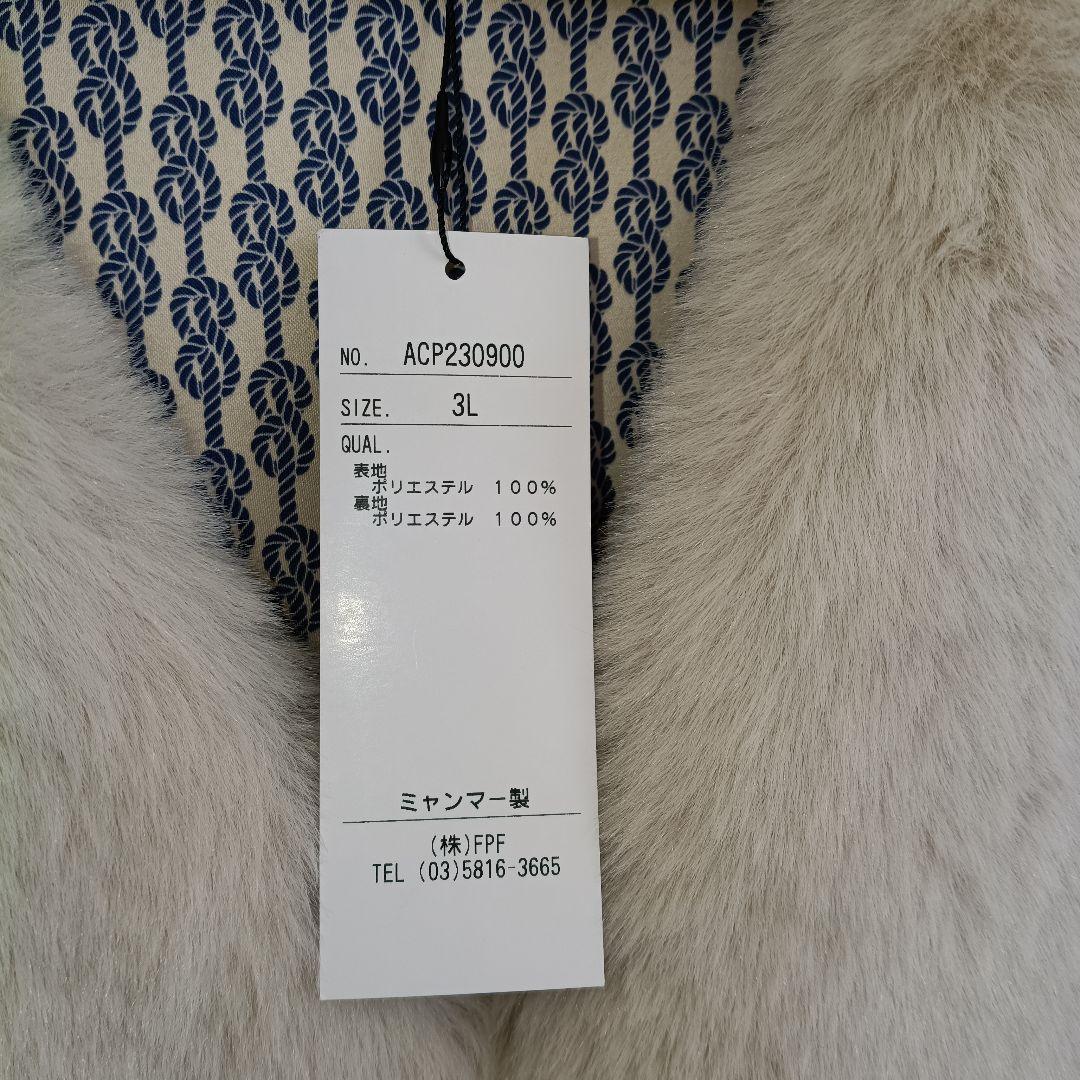 NO. ACP230900
SIZE. 3L
QUAL.
表地
ポリエステル １００％
裏地
ポリエステル １００％
ミャンマー製
(株)FPF
TEL (03)5816-3665